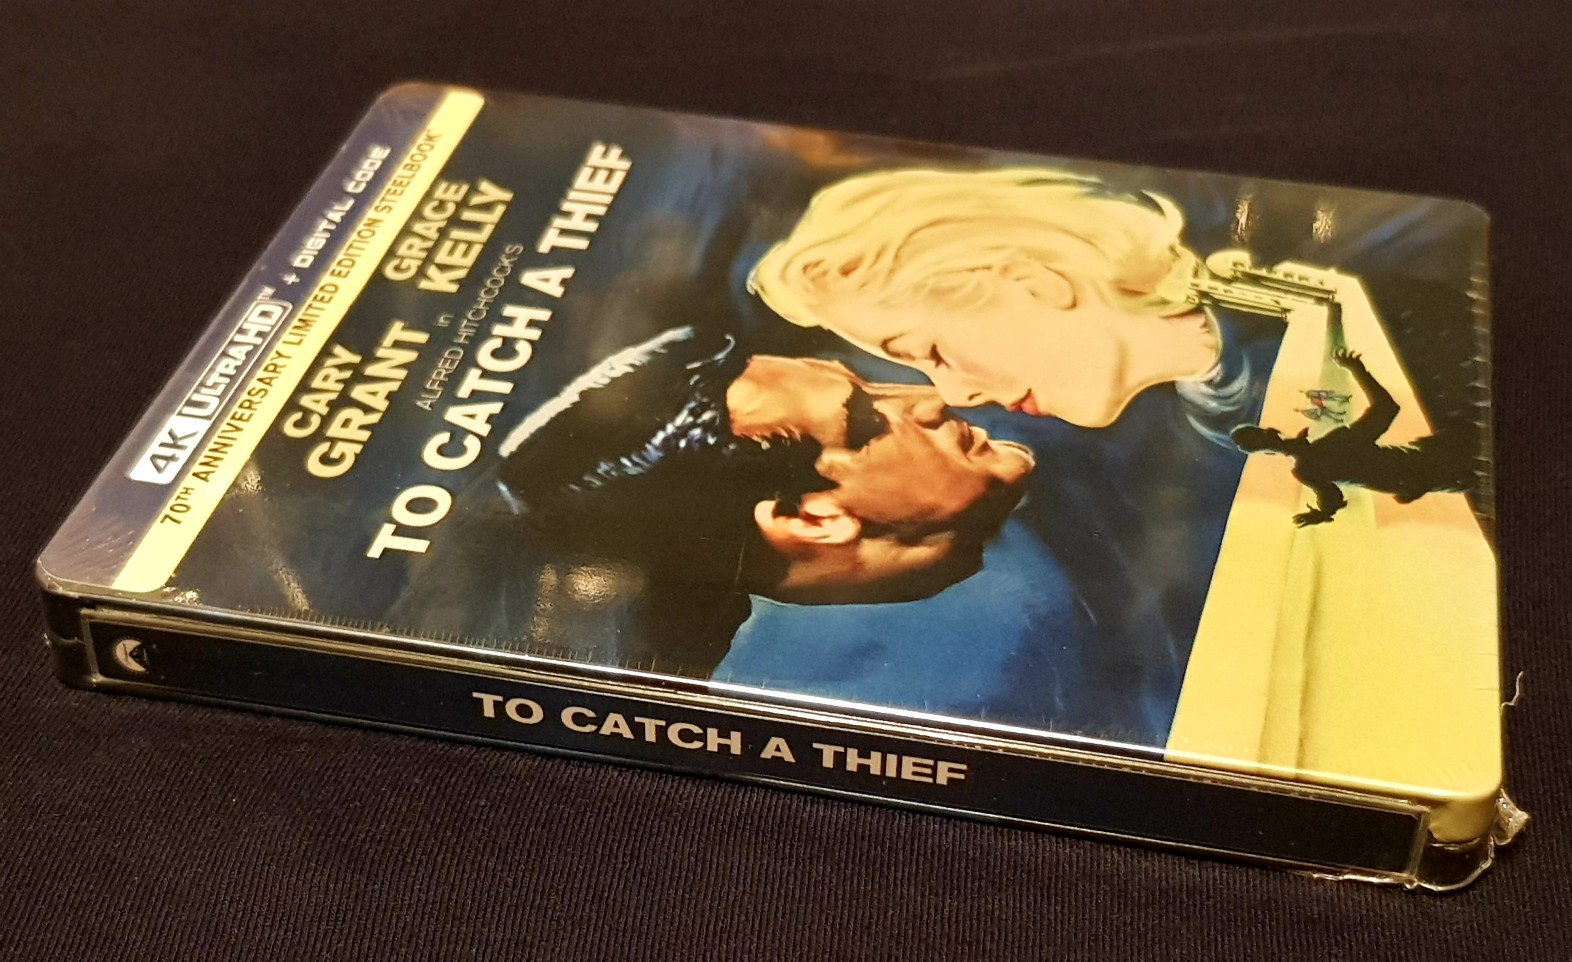 4K ULTRAHD™ + DIGITAL CODE
70TH ANNIVERSARY LIMITED EDITION STEELBOOK®
CARY GRACE
GRANT KELLY
in
ALFRED HITCHCOCK'S
TO CATCH A THIEF
TO CATCH A THIEF